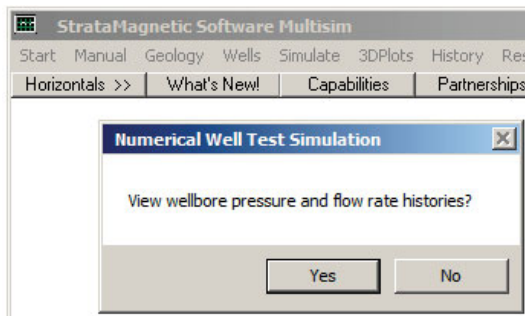 StrataMagnetic Software Multisim
Start Manual Geology Wells Simulate 3DPlots History
Horizontals >> What's New! Capabilities Partnerships
Numerical Well Test Simulation
View wellbore pressure and flow rate histories?
Yes No